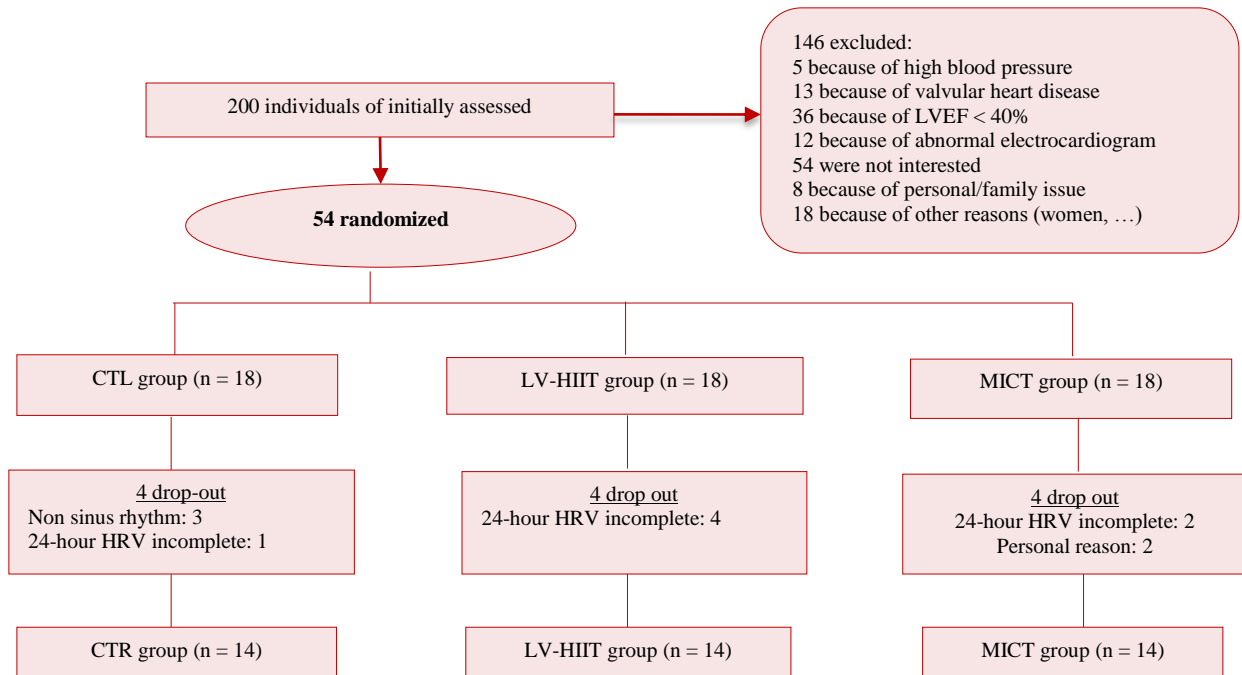 200 individuals of initially assessed
146 excluded:
5 because of high blood pressure
13 because of valvular heart disease
36 because of LVEF < 40%
12 because of abnormal electrocardiogram
54 were not interested
8 because of personal/family issue
18 because of other reasons (women, …)
54 randomized
CTL group (n = 18)
LV-HIIT group (n = 18)
MICT group (n = 18)
4 drop-out
Non sinus rhythm: 3
24-hour HRV incomplete: 1
4 drop out
24-hour HRV incomplete: 4
4 drop out
24-hour HRV incomplete: 2
Personal reason: 2
CTR group (n = 14)
LV-HIIT group (n = 14)
MICT group (n = 14)